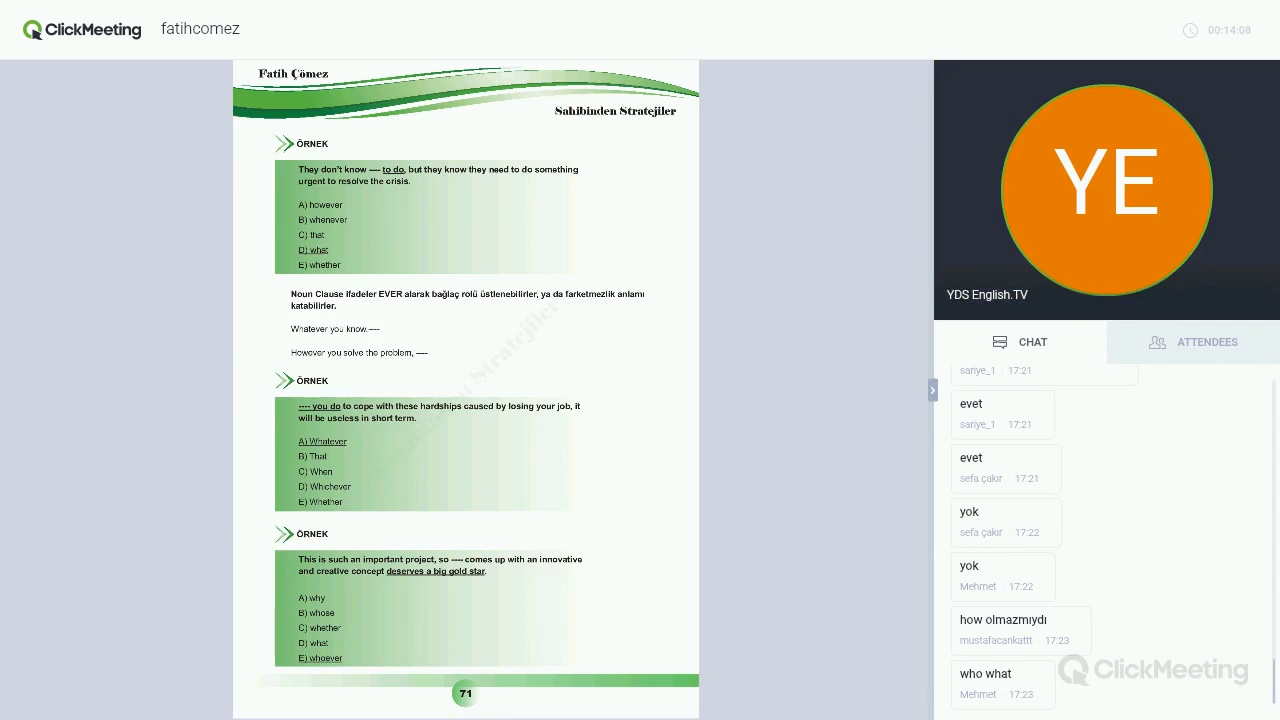 ClickMeeting fatihcomez 00:14:08
Fatih Çömez
Sahibinden Stratejiler
ÖRNEK
They don't know ---- to do, but they know they need to do something
urgent to resolve the crisis.
A) however
B) whenever
C) that
D) what
E) whether
Noun Clause ifadeler EVER alarak bağlaç rolü üstlenebilirler, ya da farketmezlik anlamı
katabilirler.
Whatever you know,----
However you solve the problem, ----
ÖRNEK
---- you do to cope with these hardships caused by losing your job, it
will be useless in short term.
A) Whatever
B) That
C) When
D) Whichever
E) Whether
ÖRNEK
This is such an important project, so ---- comes up with an innovative
and creative concept deserves a big gold star.
A) why
B) whose
C) whether
D) what
E) whoever
71
YE
YDS English.TV
CHAT ATTENDEES
sariye_1 17:21
evet
sariye_1 17:21
evet
sefa çakır 17:21
yok
sefa çakır 17:22
yok
Mehmet 17:22
how olmazmıydı
mustafacankattt 17:23
who what
Mehmet 17:23
ClickMeeting